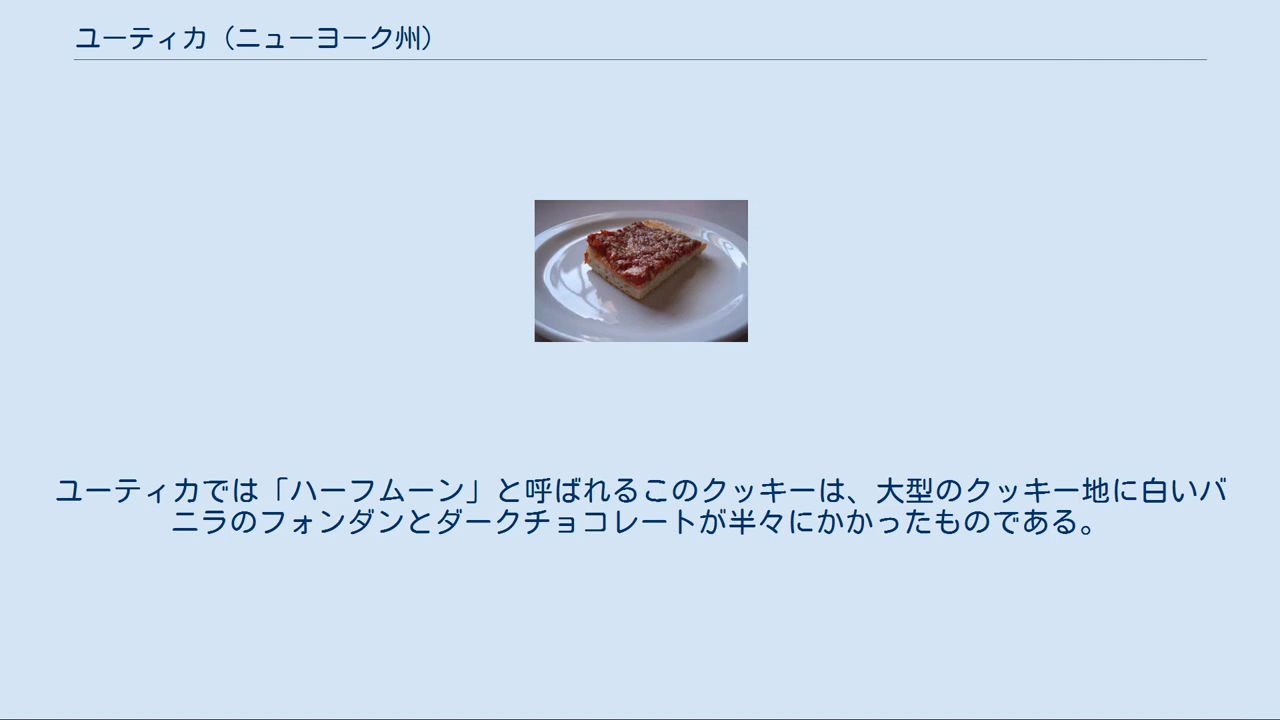 ユーティカ（ニューヨーク州）
ユーティカでは「ハーフムーン」と呼ばれるこのクッキーは、大型のクッキー地に白いバ
ニラのフォンダンとダークチョコレートが半々にかかったものである。